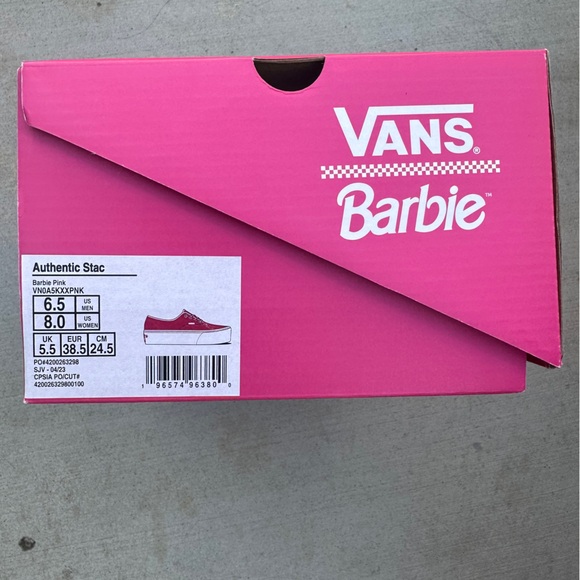 VANS®
Barbie™
Authentic Stac
Barbie Pink
VN0A5KXXPNK
6.5 US MEN
8.0 US WOMEN
UK EUR CM
5.5 38.5 24.5
PO#4200263298
SJV - 04/23
CPSIA PO/CUT#
420026329800100
1 96574 96380 0